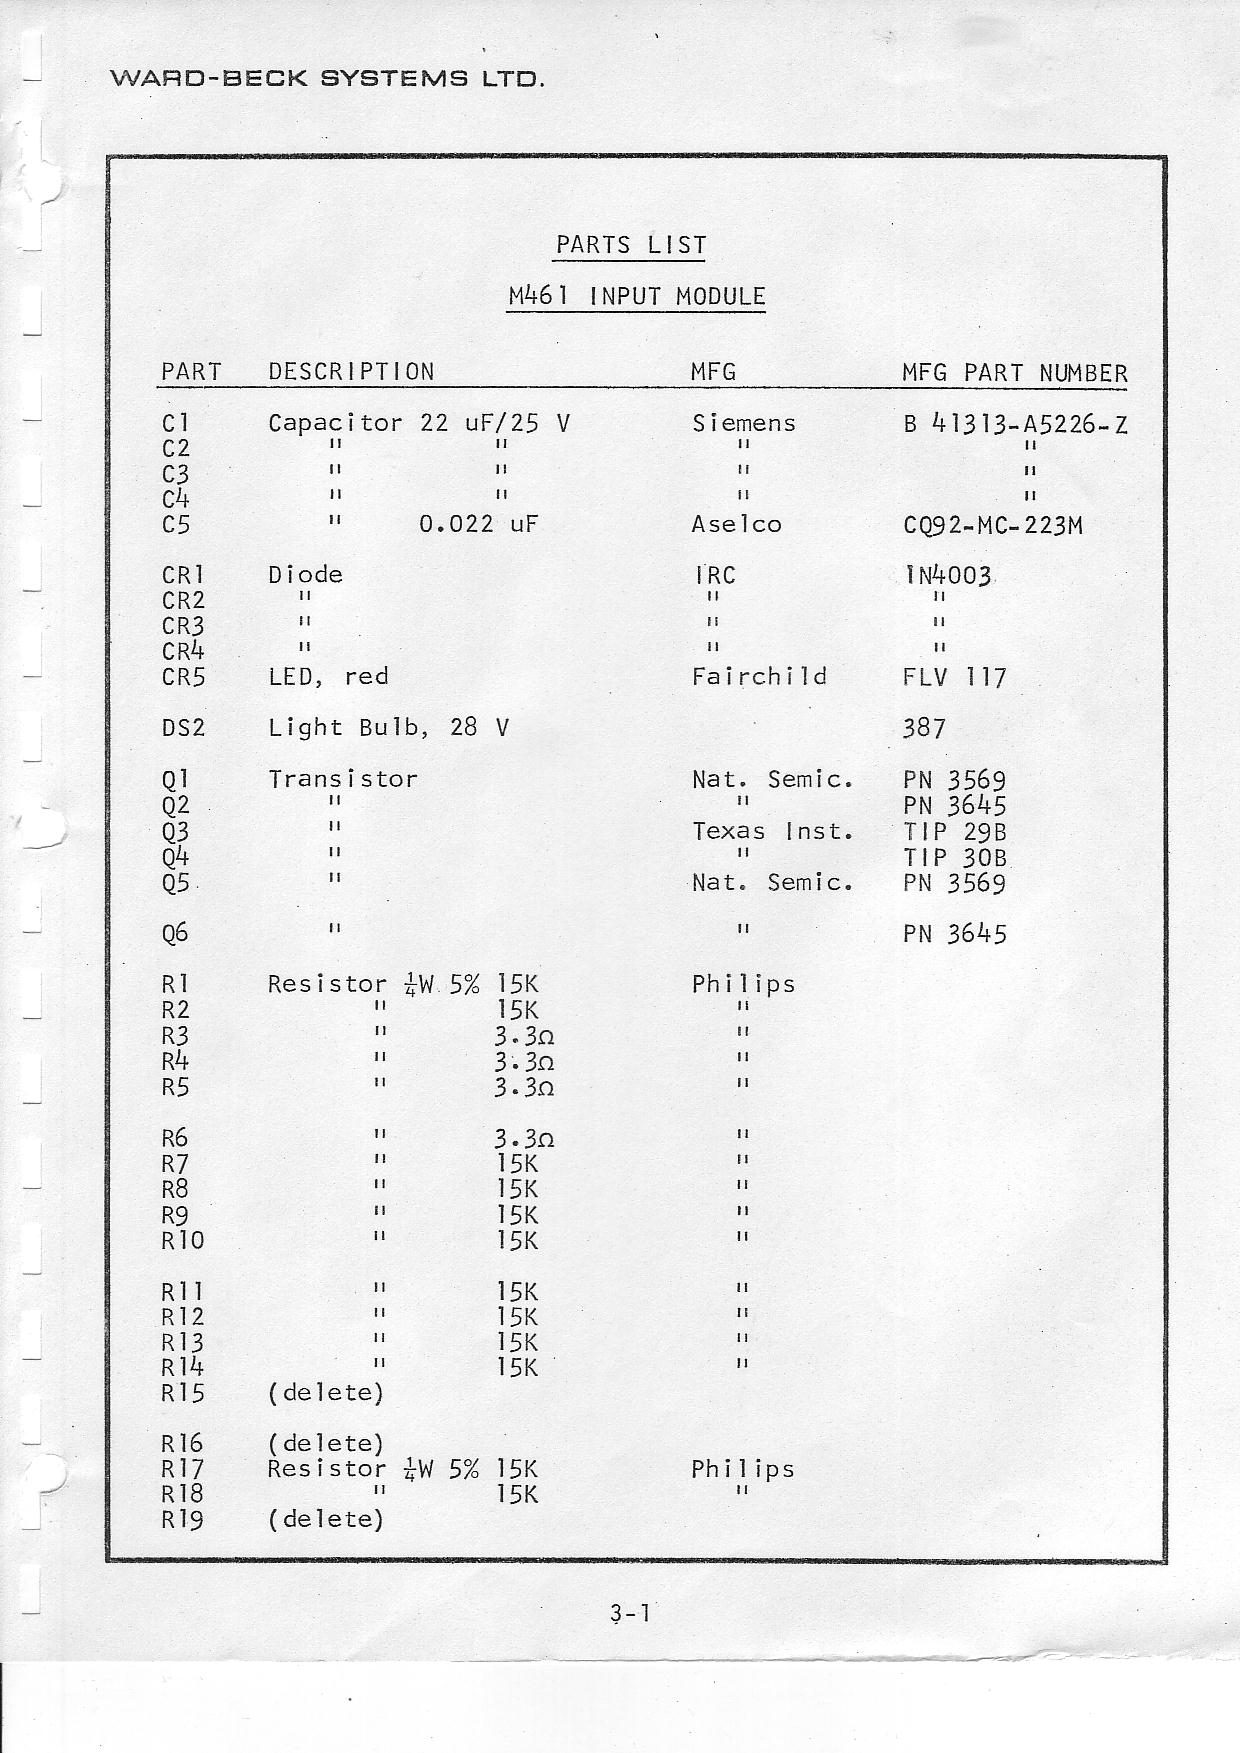 WARD-BECK SYSTEMS LTD.
PARTS LIST
M461 INPUT MODULE
PART DESCRIPTION MFG MFG PART NUMBER
C1 Capacitor 22 uF/25 V Siemens B 41313-A5226-Z
C2 " " " "
C3 " " " "
C4 " " " "
C5 " 0.022 uF Aselco CQ92-MC-223M
CR1 Diode IRC 1N4003
CR2 " " "
CR3 " " "
CR4 " " "
CR5 LED, red Fairchild FLV 117
DS2 Light Bulb, 28 V 387
Q1 Transistor Nat. Semic. PN 3569
Q2 " " PN 3645
Q3 " Texas Inst. TIP 29B
Q4 " " TIP 30B
Q5 " Nat. Semic. PN 3569
Q6 " " PN 3645
R1 Resistor ¼W 5% 15K Philips
R2 " 15K "
R3 " 3.3Ω "
R4 " 3.3Ω "
R5 " 3.3Ω "
R6 " 3.3Ω "
R7 " 15K "
R8 " 15K "
R9 " 15K "
R10 " 15K "
R11 " 15K "
R12 " 15K "
R13 " 15K "
R14 " 15K "
R15 (delete)
R16 (delete)
R17 Resistor ¼W 5% 15K Philips
R18 " 15K "
R19 (delete)
3-1